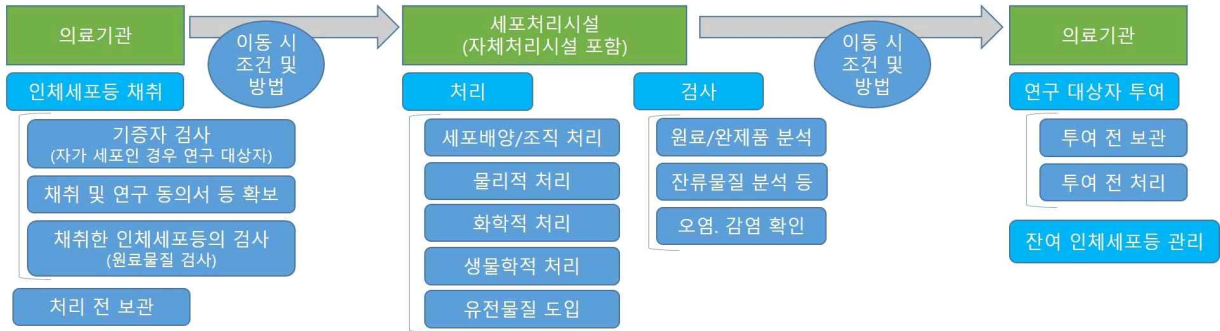 의료기관
이동 시
조건 및
방법
세포처리시설
(자체처리시설 포함)
이동 시
조건 및
방법
의료기관
인체세포등 채취
기증자 검사
(자가 세포인 경우 연구 대상자)
채취 및 연구 동의서 등 확보
채취한 인체세포등의 검사
(원료물질 검사)
처리 전 보관
처리
세포배양/조직 처리
물리적 처리
화학적 처리
생물학적 처리
유전물질 도입
검사
원료/완제품 분석
잔류물질 분석 등
오염. 감염 확인
연구 대상자 투여
투여 전 보관
투여 전 처리
잔여 인체세포등 관리